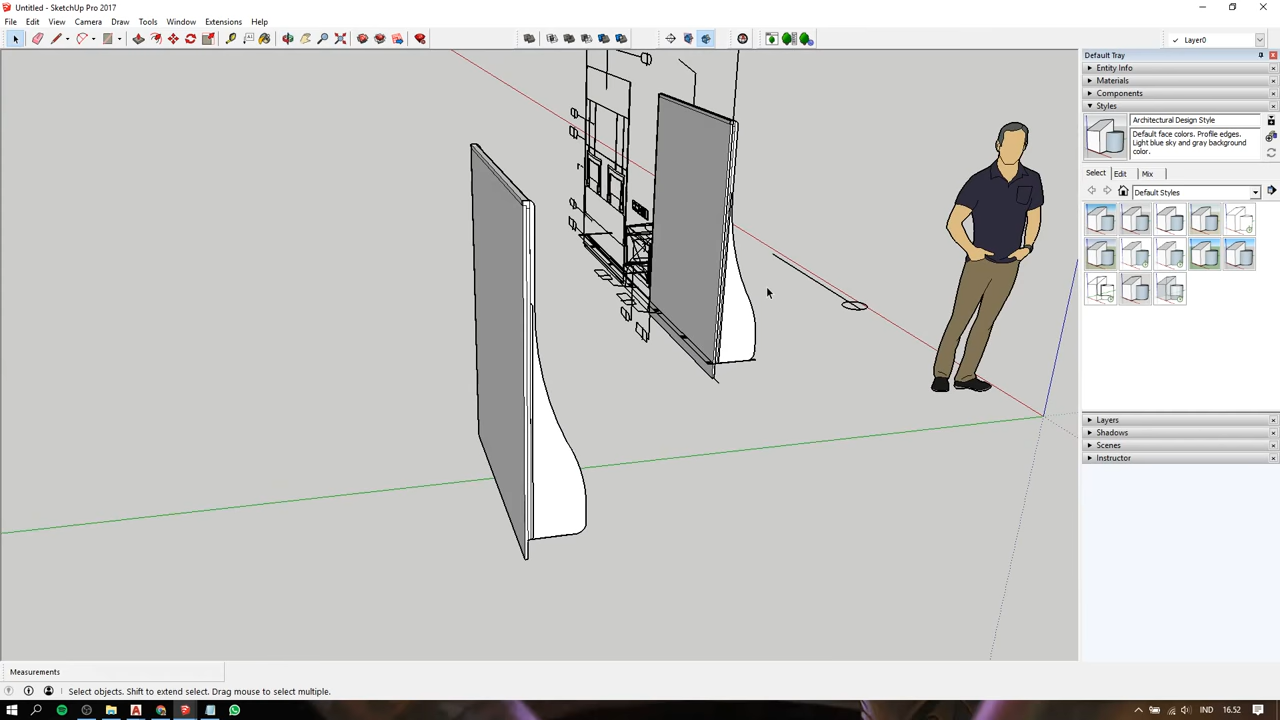 Untitled - SketchUp Pro 2017
File Edit View Camera Draw Tools Window Extensions Help
Layer0
Default Tray
Entity Info
Materials
Components
Styles
Architectural Design Style
Default face colors. Profile edges.
Light blue sky and gray background
color.
Select Edit Mix
Default Styles
Layers
Shadows
Scenes
Instructor
Measurements
Select objects. Shift to extend select. Drag mouse to select multiple.
IND 16.52